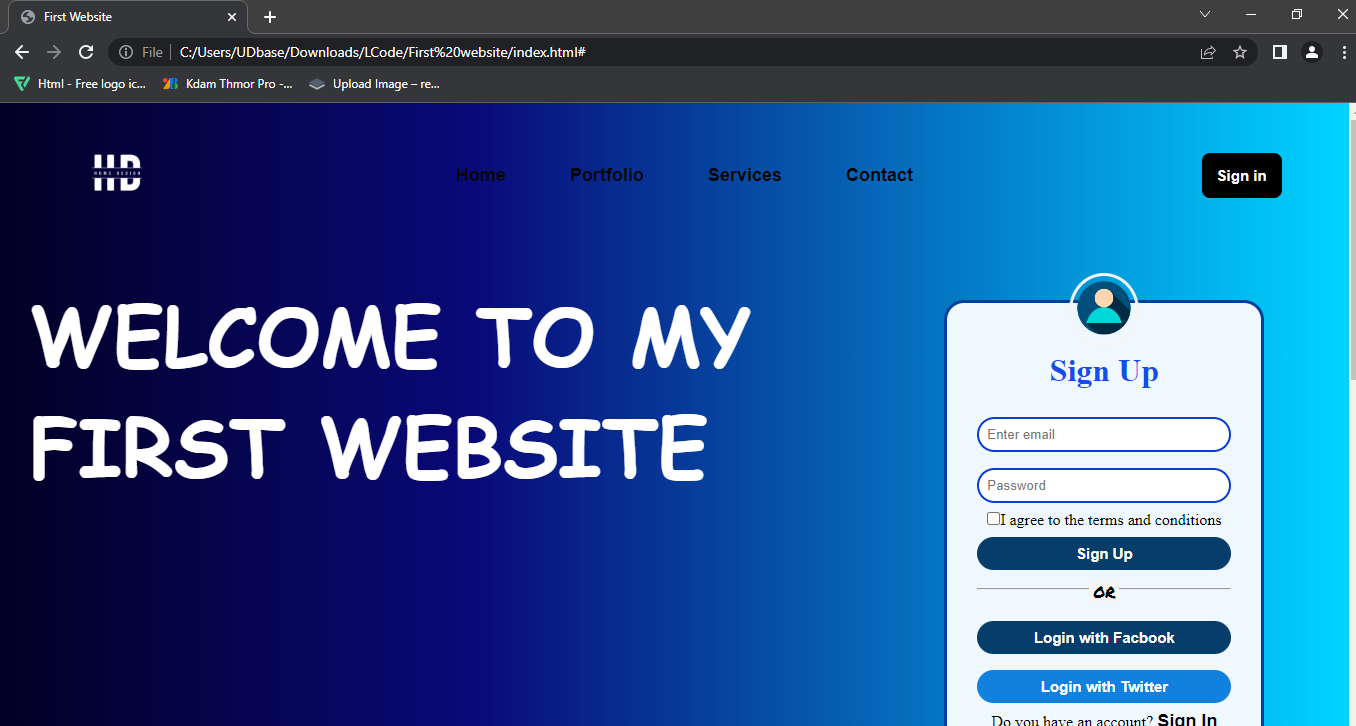 First Website
File
C:/Users/UDbase/Downloads/LCode/First%20website/index.html#
Html - Free logo ic...
Kdam Thmor Pro -...
Upload Image – re...
HD
HOME DESIGN
Home
Portfolio
Services
Contact
Sign in
WELCOME TO MY
FIRST WEBSITE
Sign Up
Enter email
Password
I agree to the terms and conditions
Sign Up
OR
Login with Facbook
Login with Twitter
Do you have an account? Sign In